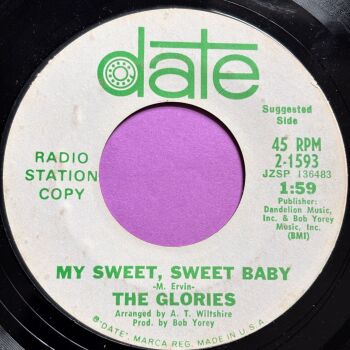 date
Suggested
Side
RADIO
STATION
COPY
45 RPM
2-1593
JZSP 136483
1:59
Publisher:
Dandelion Music,
Inc. & Bob Yorey
Music, Inc.
(BMI)
MY SWEET, SWEET BABY
-M. Ervin-
THE GLORIES
Arranged by A. T. Wiltshire
Prod. by Bob Yorey
®"DATE", MARCA REG. MADE IN U.S.A.